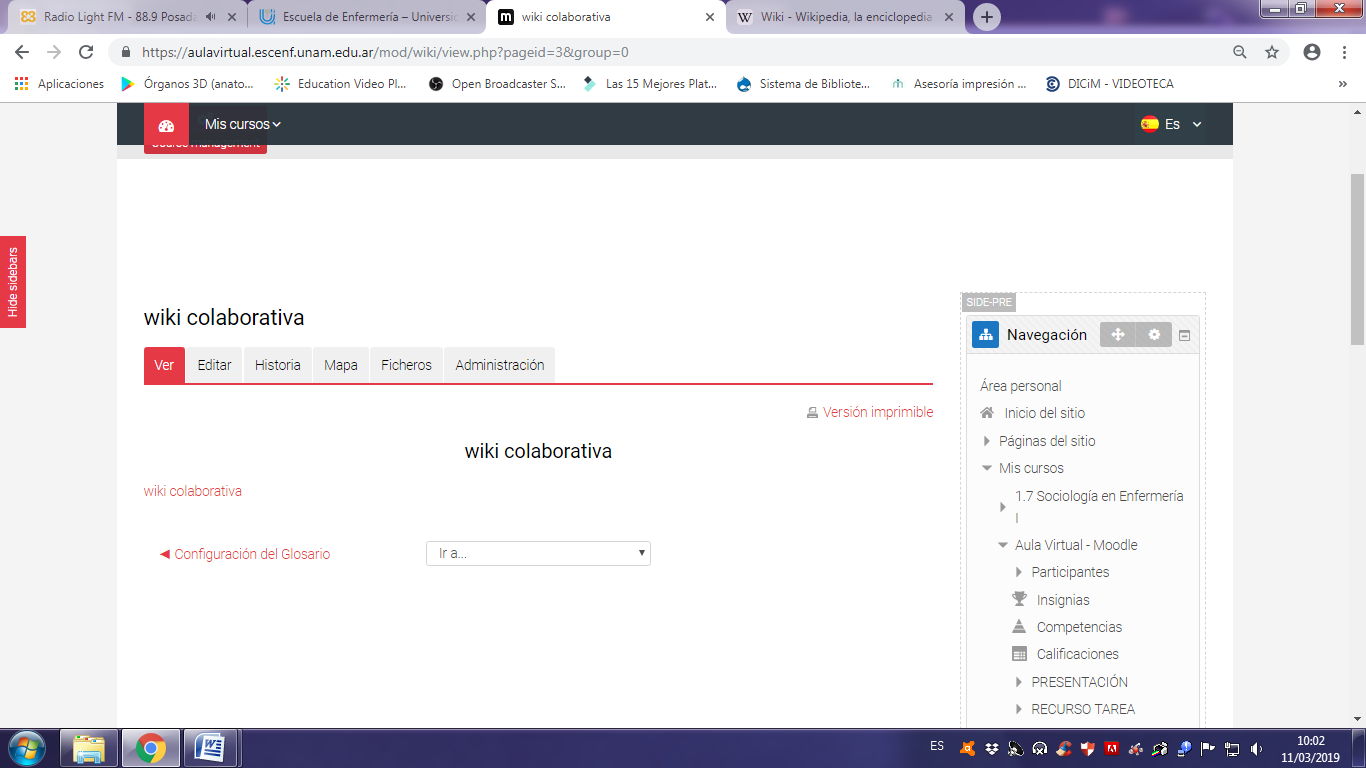 Radio Light FM - 88.9 Posada
Escuela de Enfermería – Universid
wiki colaborativa
Wiki - Wikipedia, la enciclopedia
https://aulavirtual.escenf.unam.edu.ar/mod/wiki/view.php?pageid=3&group=0
Aplicaciones
Órganos 3D (anato...
Education Video Pl...
Open Broadcaster S...
Las 15 Mejores Plat...
Sistema de Bibliote...
Asesoría impresión ...
DICiM - VIDEOTECA
»
Mis cursos
Es
Course management
Hide sidebars
wiki colaborativa
Ver
Editar
Historia
Mapa
Ficheros
Administración
Versión imprimible
wiki colaborativa
wiki colaborativa
◄ Configuración del Glosario
Ir a...
SIDE-PRE
Navegación
Área personal
Inicio del sitio
Páginas del sitio
Mis cursos
1.7 Sociología en Enfermería
I
Aula Virtual - Moodle
Participantes
Insignias
Competencias
Calificaciones
PRESENTACIÓN
RECURSO TAREA
ES
10:02
11/03/2019